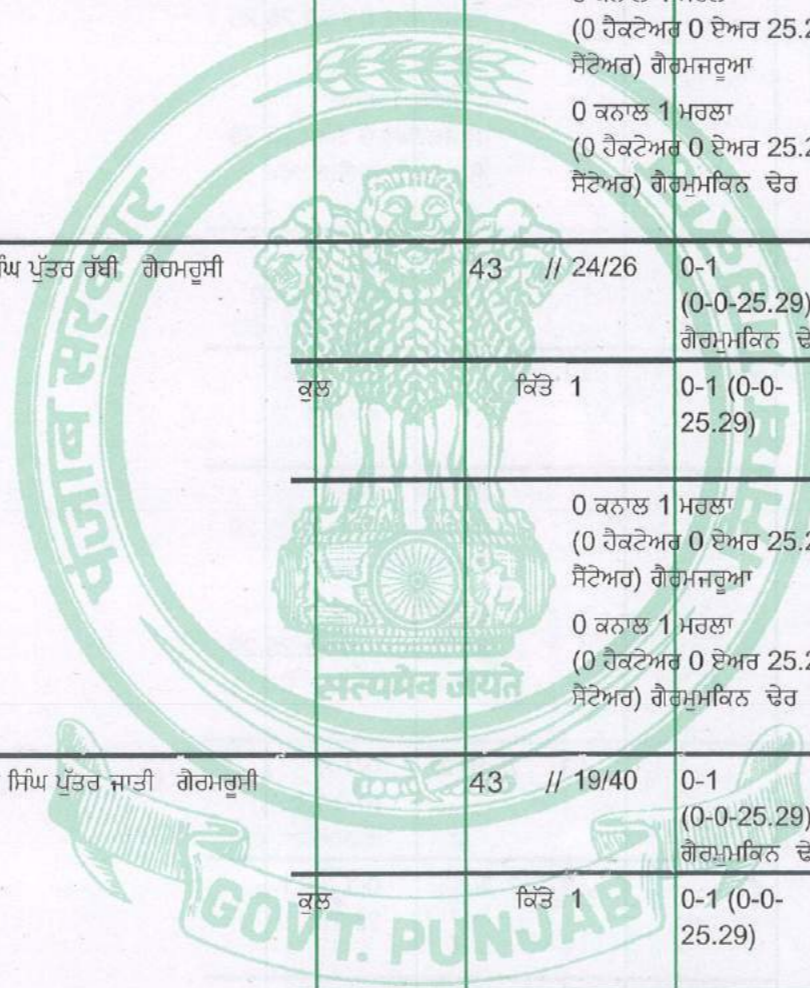 (0 ਹੈਕਟੇਅਰ 0 ਏਅਰ 25.2
ਸੈਂਟੇਅਰ) ਗੈਰਮਜਰੂਆ
0 ਕਨਾਲ 1 ਮਰਲਾ
(0 ਹੈਕਟੇਅਰ 0 ਏਅਰ 25.2
ਸੈਂਟੇਅਰ) ਗੈਰਮੁਮਕਿਨ ਢੇਰ
ਪੁੱਤਰ ਰੱਬੀ ਗੈਰਮਰੂਸੀ 43 // 24/26 0-1
(0-0-25.29)
ਗੈਰਮੁਮਕਿਨ
ਕੁਲ ਕਿੱਤੇ 1 0-1 (0-0-
25.29)
0 ਕਨਾਲ 1 ਮਰਲਾ
(0 ਹੈਕਟੇਅਰ 0 ਏਅਰ 25.2
ਸੈਂਟੇਅਰ) ਗੈਰਮਜਰੂਆ
0 ਕਨਾਲ 1 ਮਰਲਾ
(0 ਹੈਕਟੇਅਰ 0 ਏਅਰ 25.2
ਸੈਂਟੇਅਰ) ਗੈਰਮੁਮਕਿਨ ਢੇਰ
ਸਿੰਘ ਪੁੱਤਰ ਜਾਤੀ ਗੈਰਮਰੂਸੀ 43 // 19/40 0-1
(0-0-25.29)
ਗੈਰਮੁਮਕਿਨ
ਕੁਲ ਕਿੱਤੇ 1 0-1 (0-0-
25.29)
ਪੰਜਾਬ ਸਰਕਾਰ
सत्यमेव जयते
GOVT. PUNJAB